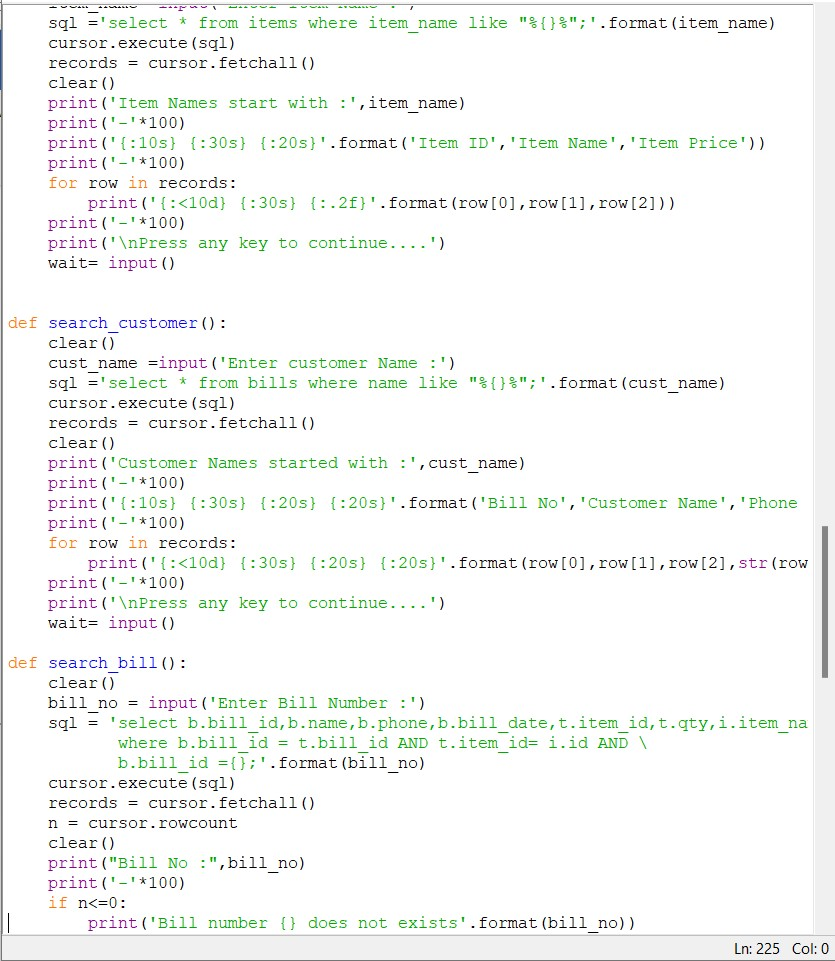 sql ='select * from items where item_name like "%{}%";'.format(item_name)
    cursor.execute(sql)
    records = cursor.fetchall()
    clear()
    print('Item Names start with :',item_name)
    print('-'*100)
    print('{:10s} {:30s} {:20s}'.format('Item ID','Item Name','Item Price'))
    print('-'*100)
    for row in records:
        print('{:<10d} {:30s} {:.2f}'.format(row[0],row[1],row[2]))
    print('-'*100)
    print('\nPress any key to continue....')
    wait= input()
def search_customer():
    clear()
    cust_name =input('Enter customer Name :')
    sql ='select * from bills where name like "%{}%";'.format(cust_name)
    cursor.execute(sql)
    records = cursor.fetchall()
    clear()
    print('Customer Names started with :',cust_name)
    print('-'*100)
    print('{:10s} {:30s} {:20s} {:20s}'.format('Bill No','Customer Name','Phone
    print('-'*100)
    for row in records:
        print('{:<10d} {:30s} {:20s} {:20s}'.format(row[0],row[1],row[2],str(row
    print('-'*100)
    print('\nPress any key to continue....')
    wait= input()
def search_bill():
    clear()
    bill_no = input('Enter Bill Number :')
    sql = 'select b.bill_id,b.name,b.phone,b.bill_date,t.item_id,t.qty,i.item_na
           where b.bill_id = t.bill_id AND t.item_id= i.id AND \
           b.bill_id ={};'.format(bill_no)
    cursor.execute(sql)
    records = cursor.fetchall()
    n = cursor.rowcount
    clear()
    print("Bill No :",bill_no)
    print('-'*100)
    if n<=0:
        print('Bill number {} does not exists'.format(bill_no))
Ln: 225 Col: 0